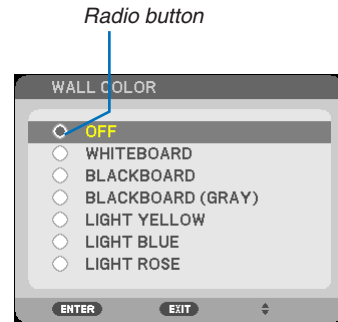 Radio button
WALL COLOR
OFF
WHITEBOARD
BLACKBOARD
BLACKBOARD (GRAY)
LIGHT YELLOW
LIGHT BLUE
LIGHT ROSE
ENTER EXIT